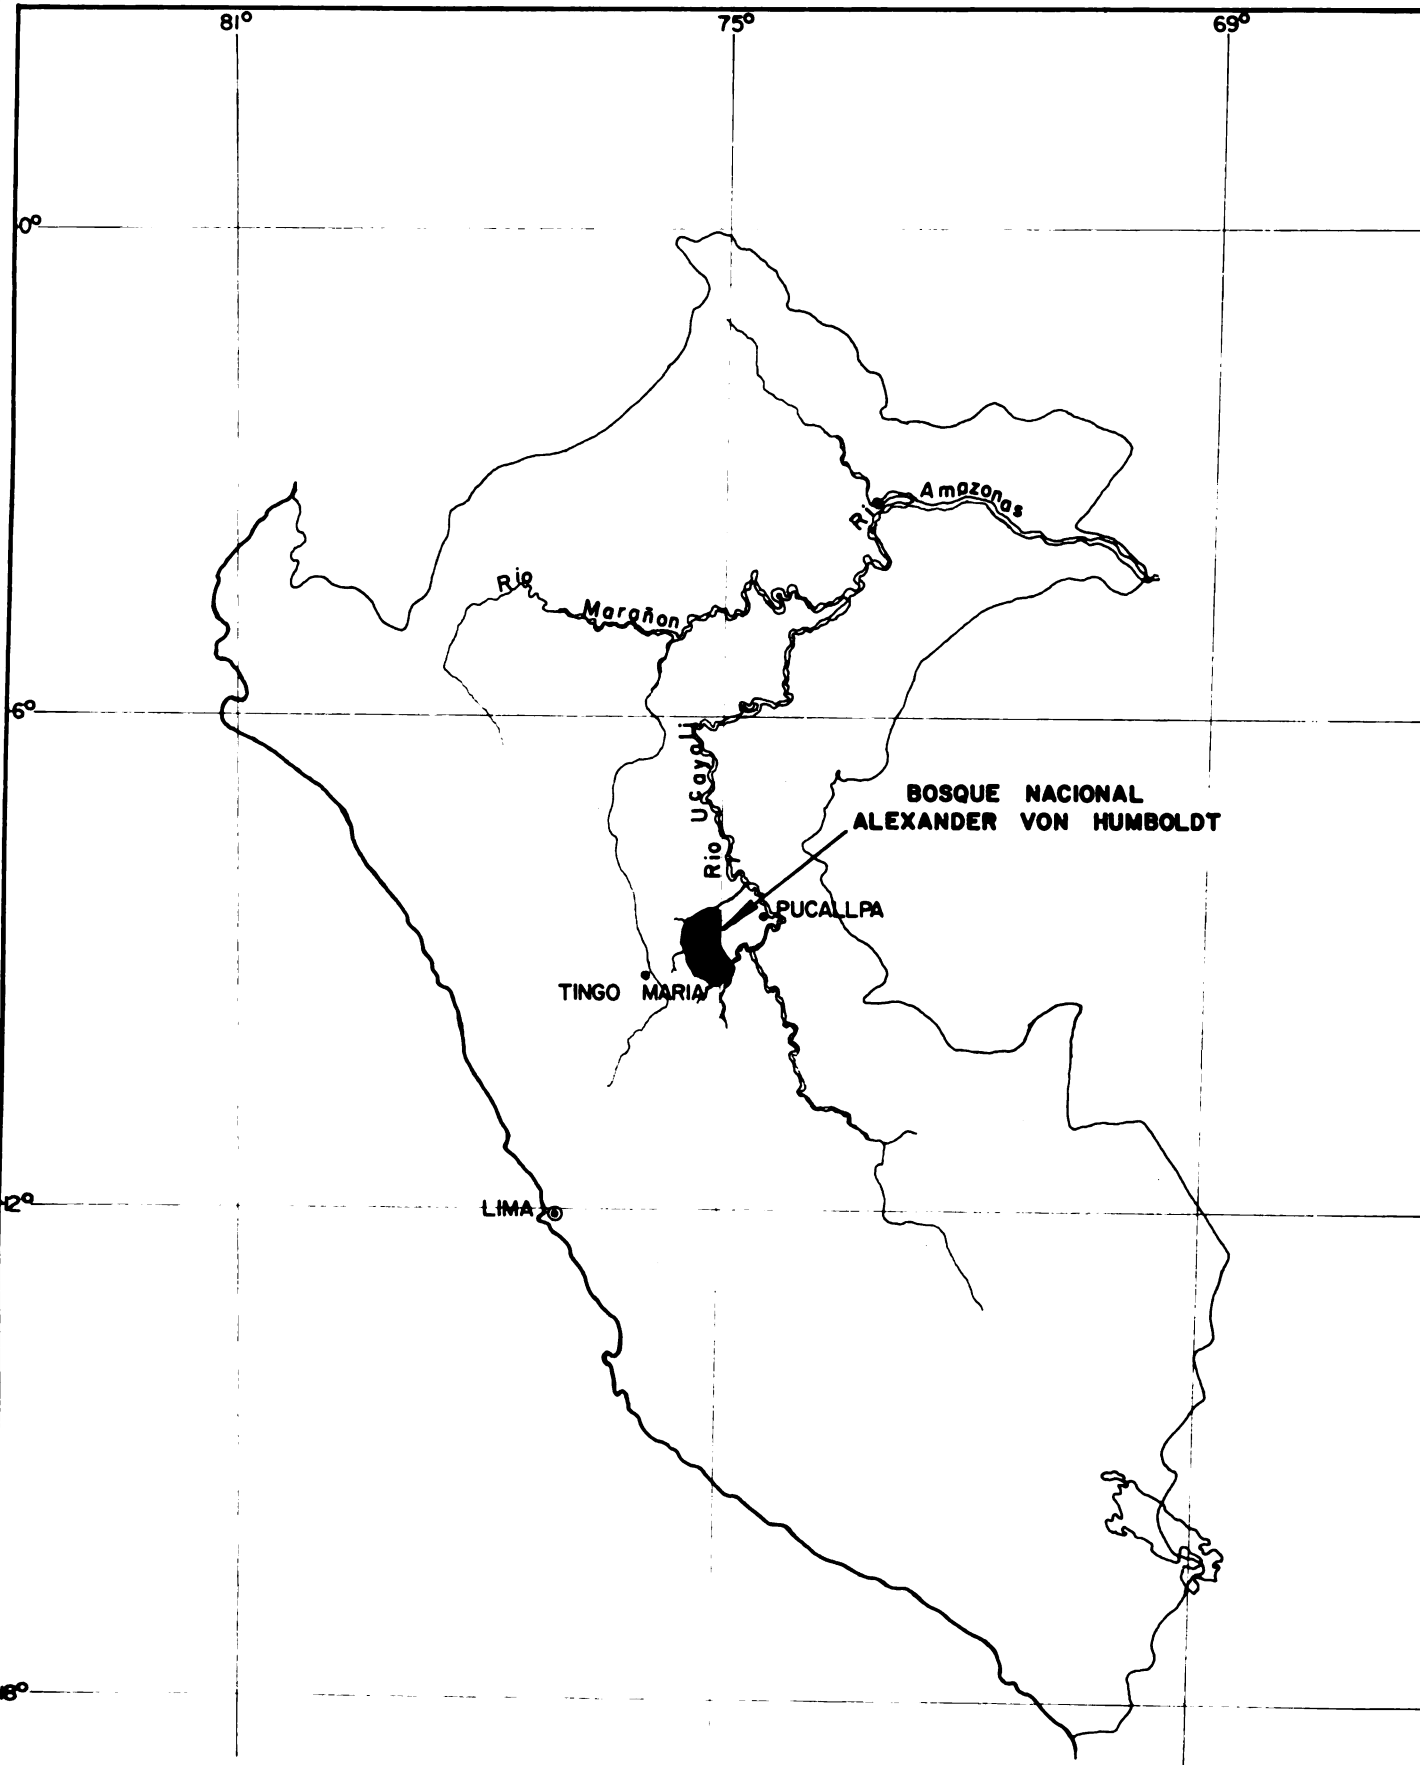 81° 75° 69°
0°
Rio Amazonas
Rio Marañon
6°
Rio Ucayali
BOSQUE NACIONAL
ALEXANDER VON HUMBOLDT
PUCALLPA
TINGO MARIA
12°
LIMA
18°